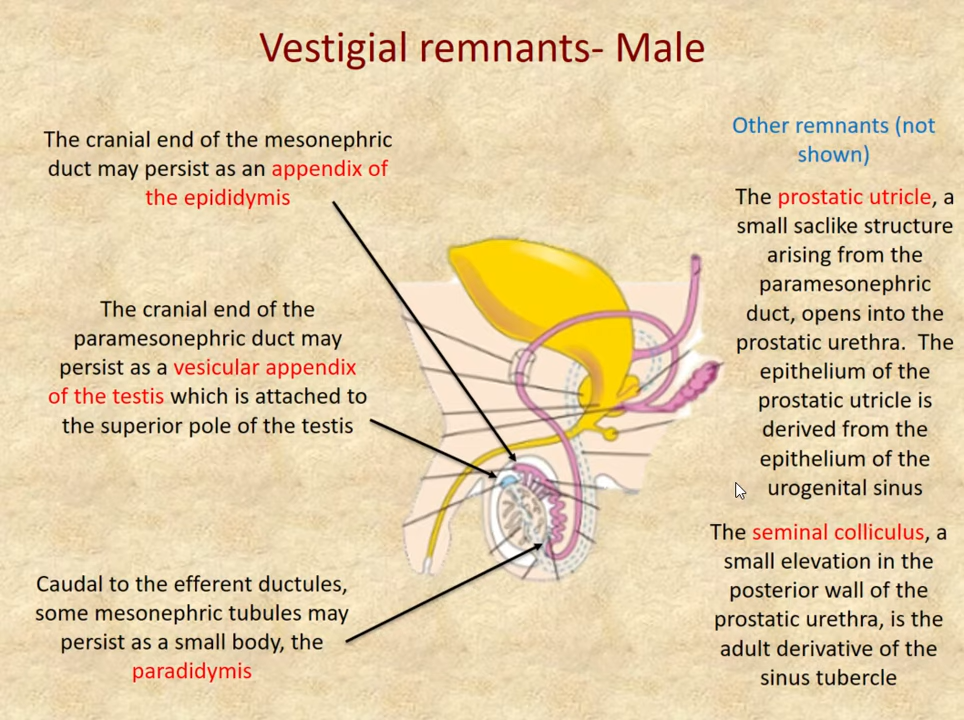 Vestigial remnants- Male
The cranial end of the mesonephric
duct may persist as an appendix of
the epididymis
The cranial end of the
paramesonephric duct may
persist as a vesicular appendix
of the testis which is attached to
the superior pole of the testis
Caudal to the efferent ductules,
some mesonephric tubules may
persist as a small body, the
paradidymis
Other remnants (not
shown)
The prostatic utricle, a
small saclike structure
arising from the
paramesonephric
duct, opens into the
prostatic urethra.  The
epithelium of the
prostatic utricle is
derived from the
epithelium of the
urogenital sinus
The seminal colliculus, a
small elevation in the
posterior wall of the
prostatic urethra, is the
adult derivative of the
sinus tubercle